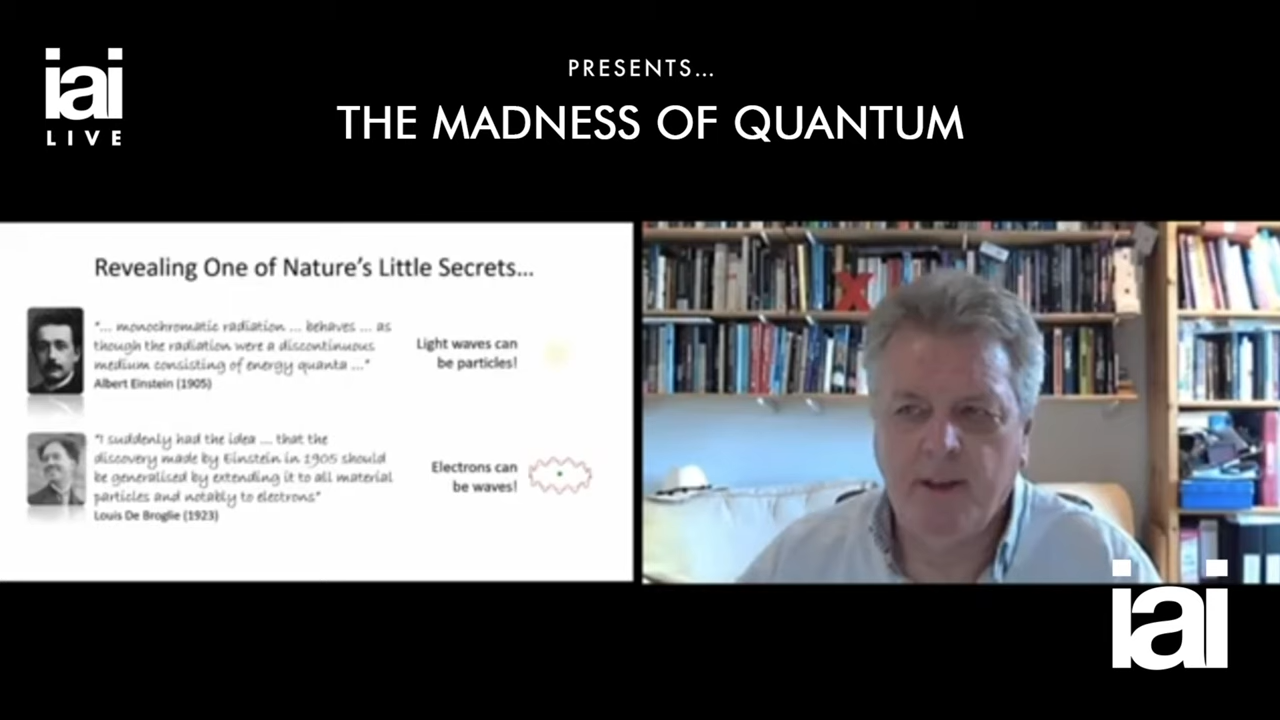 iai
LIVE
PRESENTS...
THE MADNESS OF QUANTUM
Revealing One of Nature's Little Secrets...
"... monochromatic radiation ... behaves ... as
though the radiation were a discontinuous
medium consisting of energy quanta ..."
Albert Einstein (1905)
Light waves can
be particles!
"I suddenly had the idea ... that the
discovery made by Einstein in 1905 should
be generalised by extending it to all material
particles and notably to electrons"
Louis De Broglie (1923)
Electrons can
be waves!
X
iai